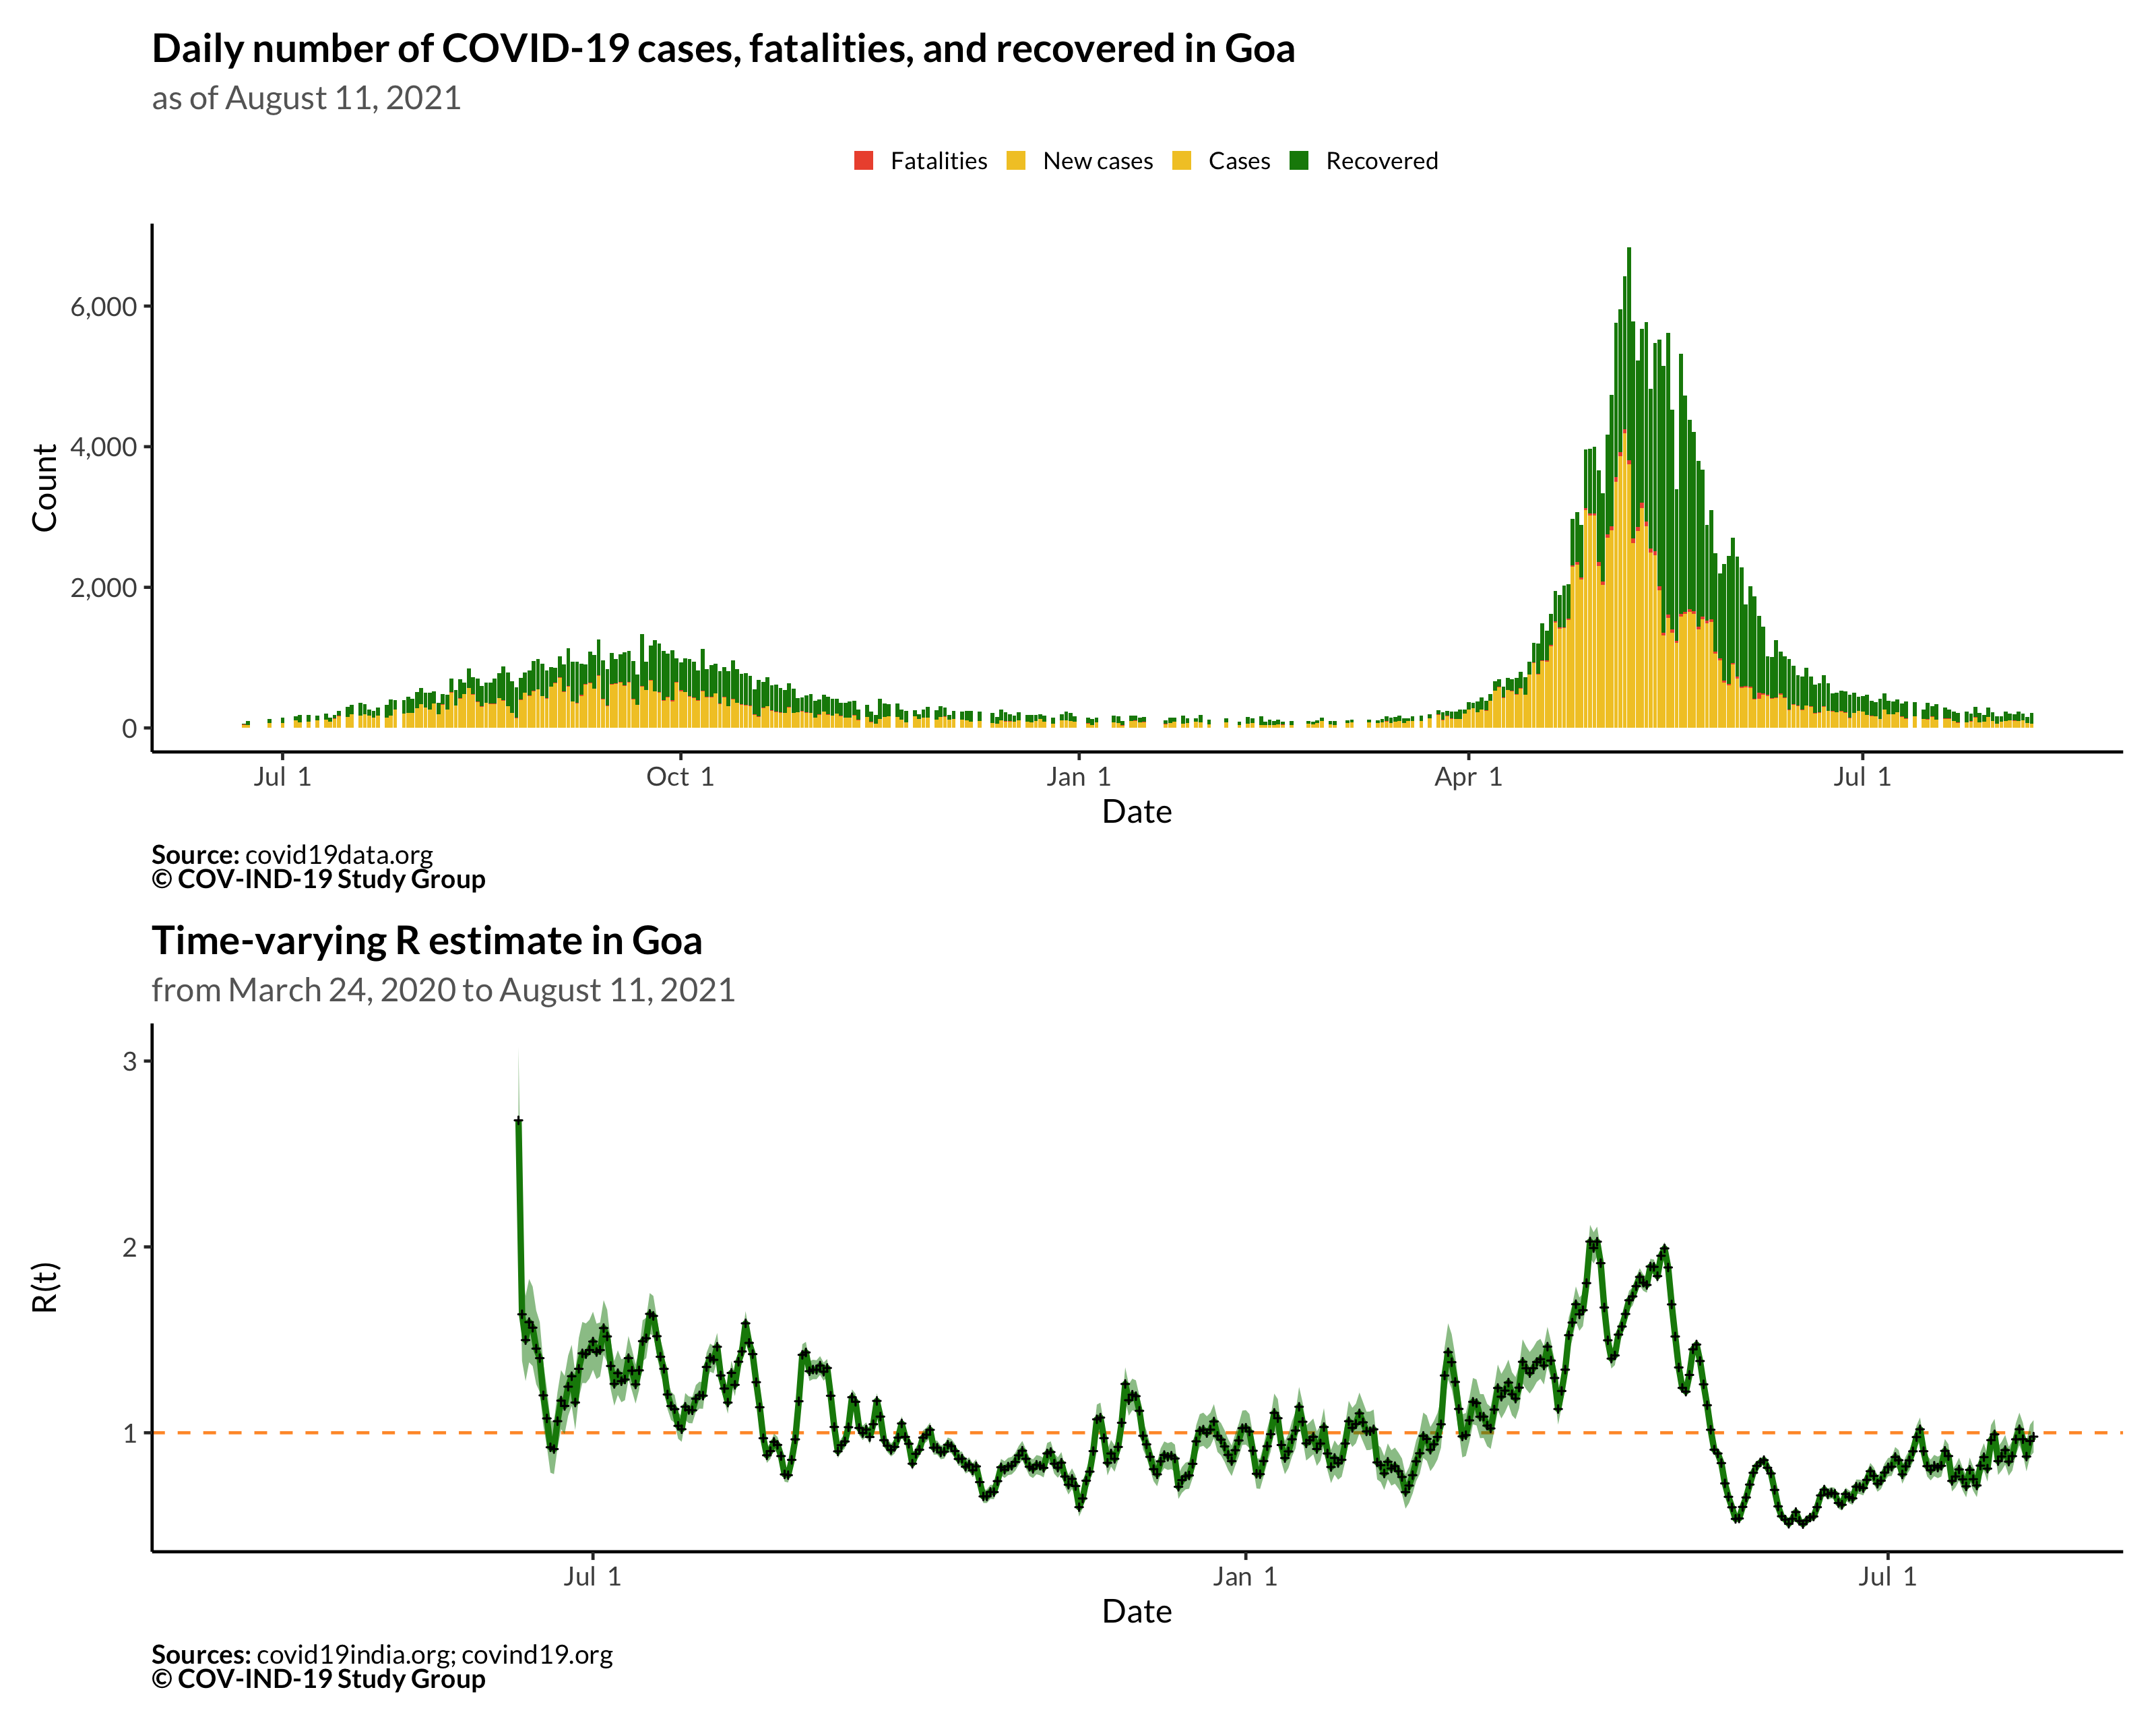 Daily number of COVID-19 cases, fatalities, and recovered in Goa
as of August 11, 2021
Fatalities New cases Cases Recovered
6,000
4,000
2,000
0
Count
Jul 1 Oct 1 Jan 1 Apr 1 Jul 1
Date
Source: covid19data.org
© COV-IND-19 Study Group
Time-varying R estimate in Goa
from March 24, 2020 to August 11, 2021
3
2
1
R(t)
Jul 1 Jan 1 Jul 1
Date
Sources: covid19india.org; covind19.org
© COV-IND-19 Study Group